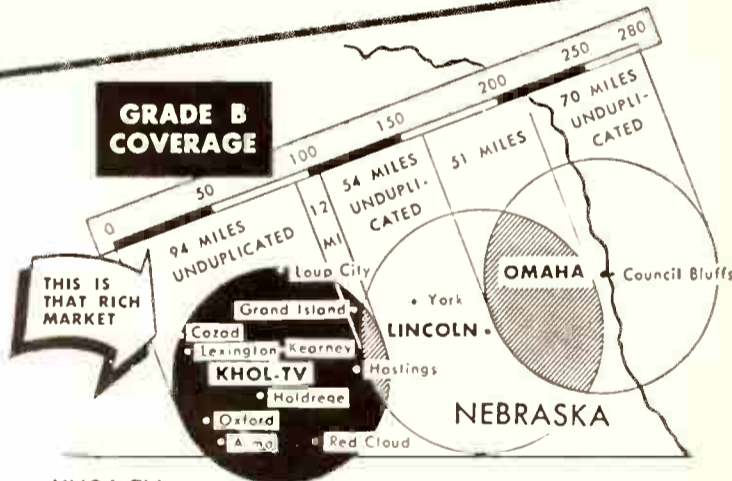 GRADE B
COVERAGE
0
50
100
150
200
250
280
94 MILES
UNDUPLICATED
12
MI
54 MILES
UNDUPLI-
CATED
51 MILES
70 MILES
UNDUPLI-
CATED
THIS IS
THAT RICH
MARKET
Loup City
Grand Island
Cozad
Lexington
Kearney
KHOL-TV
Hastings
Holdrege
Oxford
Red Cloud
York
LINCOLN
OMAHA
Council Bluffs
NEBRASKA